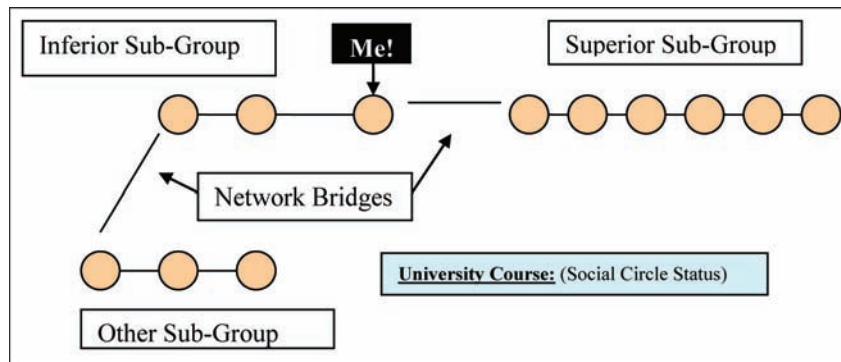 Inferior Sub-Group
Me!
Superior Sub-Group
Network Bridges
University Course: (Social Circle Status)
Other Sub-Group